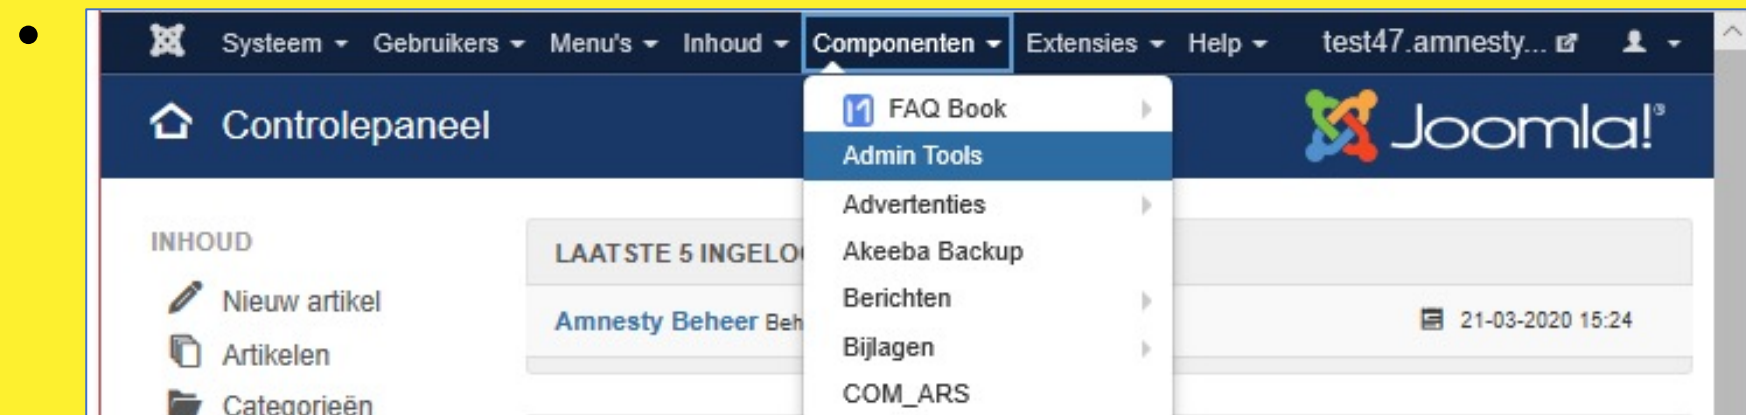 Systeem Gebruikers Menu's Inhoud Componenten Extensies Help test47.amnesty...
Controlepaneel
Joomla!®
FAQ Book
Admin Tools
Advertenties
Akeeba Backup
Berichten
Bijlagen
COM_ARS
INHOUD
Nieuw artikel
Artikelen
Categorieën
LAATSTE 5 INGELO
Amnesty Beheer Beh
21-03-2020 15:24